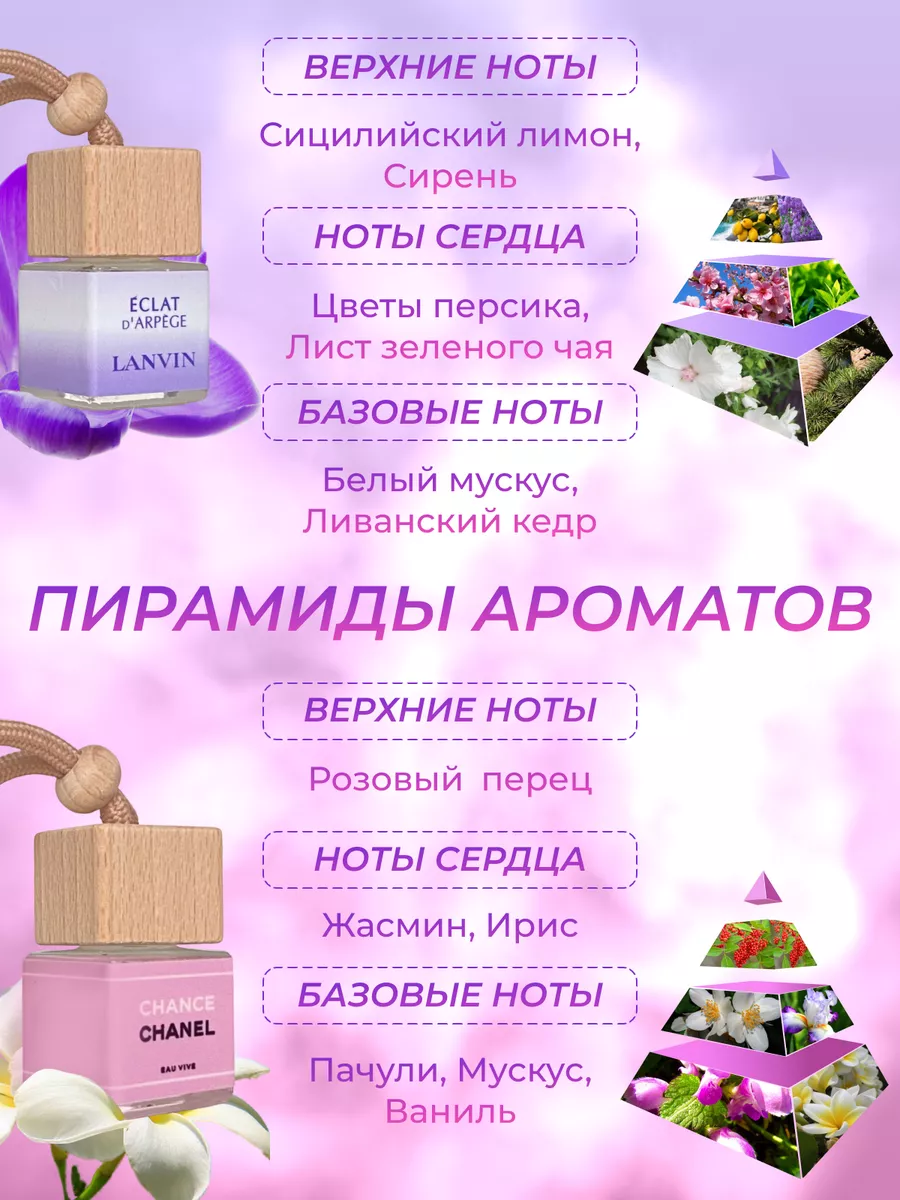 ВЕРХНИЕ НОТЫ
Сицилийский лимон,
Сирень
НОТЫ СЕРДЦА
ÉCLAT
D'ARPÈGE
LANVIN
Цветы персика,
Лист зеленого чая
БАЗОВЫЕ НОТЫ
Белый мускус,
Ливанский кедр
ПИРАМИДЫ АРОМАТОВ
ВЕРХНИЕ НОТЫ
Розовый перец
НОТЫ СЕРДЦА
Жасмин, Ирис
БАЗОВЫЕ НОТЫ
CHANCE
CHANEL
EAU VIVE
Пачули, Мускус,
Ваниль